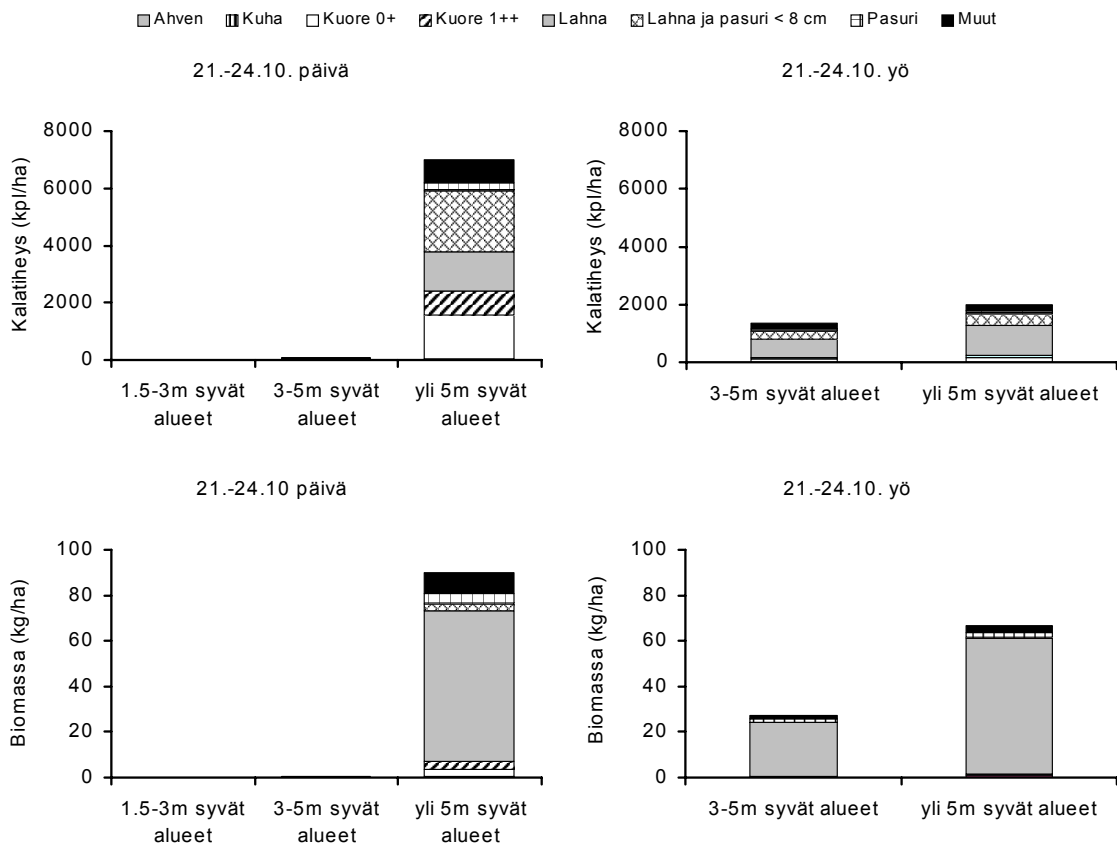 Ahven Kuha Kuore 0+ Kuore 1++ Lahna Lahna ja pasuri < 8 cm Pasuri Muut
21.-24.10. päivä
Kalatiheys (kpl/ha)
8000
6000
4000
2000
0
1.5-3m syvät alueet
3-5m syvät alueet
yli 5m syvät alueet
21.-24.10. yö
Kalatiheys (kpl/ha)
8000
6000
4000
2000
0
3-5m syvät alueet
yli 5m syvät alueet
21.-24.10 päivä
Biomassa (kg/ha)
100
80
60
40
20
0
1.5-3m syvät alueet
3-5m syvät alueet
yli 5m syvät alueet
21.-24.10. yö
Biomassa (kg/ha)
100
80
60
40
20
0
3-5m syvät alueet
yli 5m syvät alueet